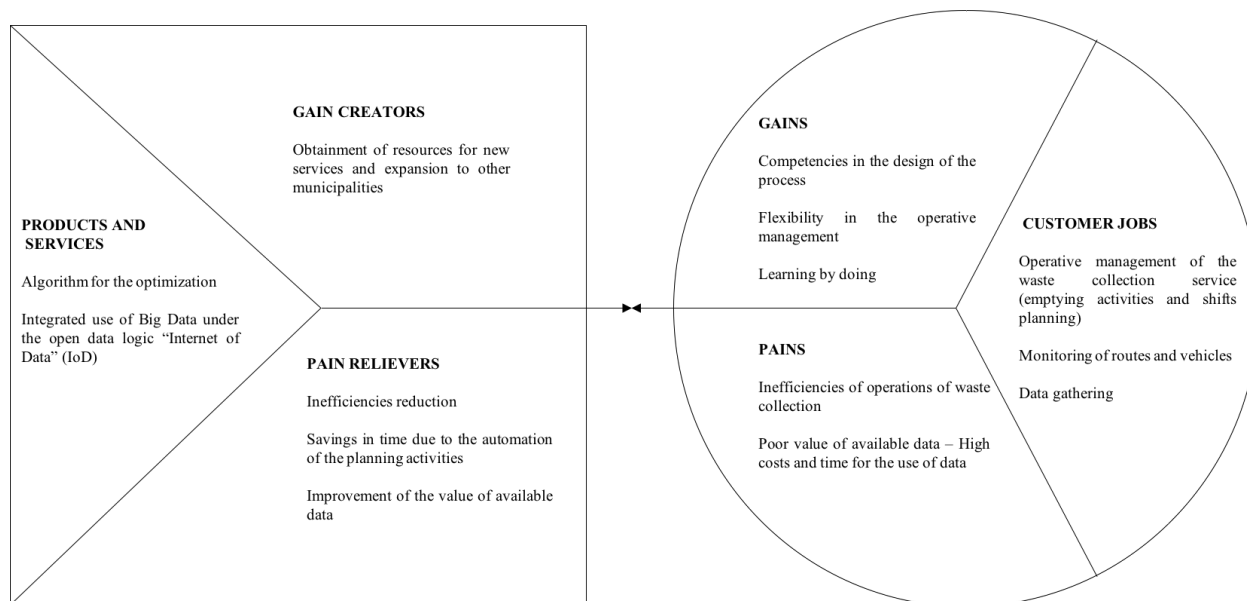 GAIN CREATORS
Obtainment of resources for new
services and expansion to other
municipalities
PRODUCTS AND
SERVICES
Algorithm for the optimization
Integrated use of Big Data under
the open data logic “Internet of
Data” (IoD)
PAIN RELIEVERS
Inefficiencies reduction
Savings in time due to the automation
of the planning activities
Improvement of the value of available
data
GAINS
Competencies in the design of the
process
Flexibility in the operative
management
Learning by doing
CUSTOMER JOBS
Operative management of the
waste collection service
(emptying activities and shifts
planning)
Monitoring of routes and vehicles
Data gathering
PAINS
Inefficiencies of operations of waste
collection
Poor value of available data – High
costs and time for the use of data